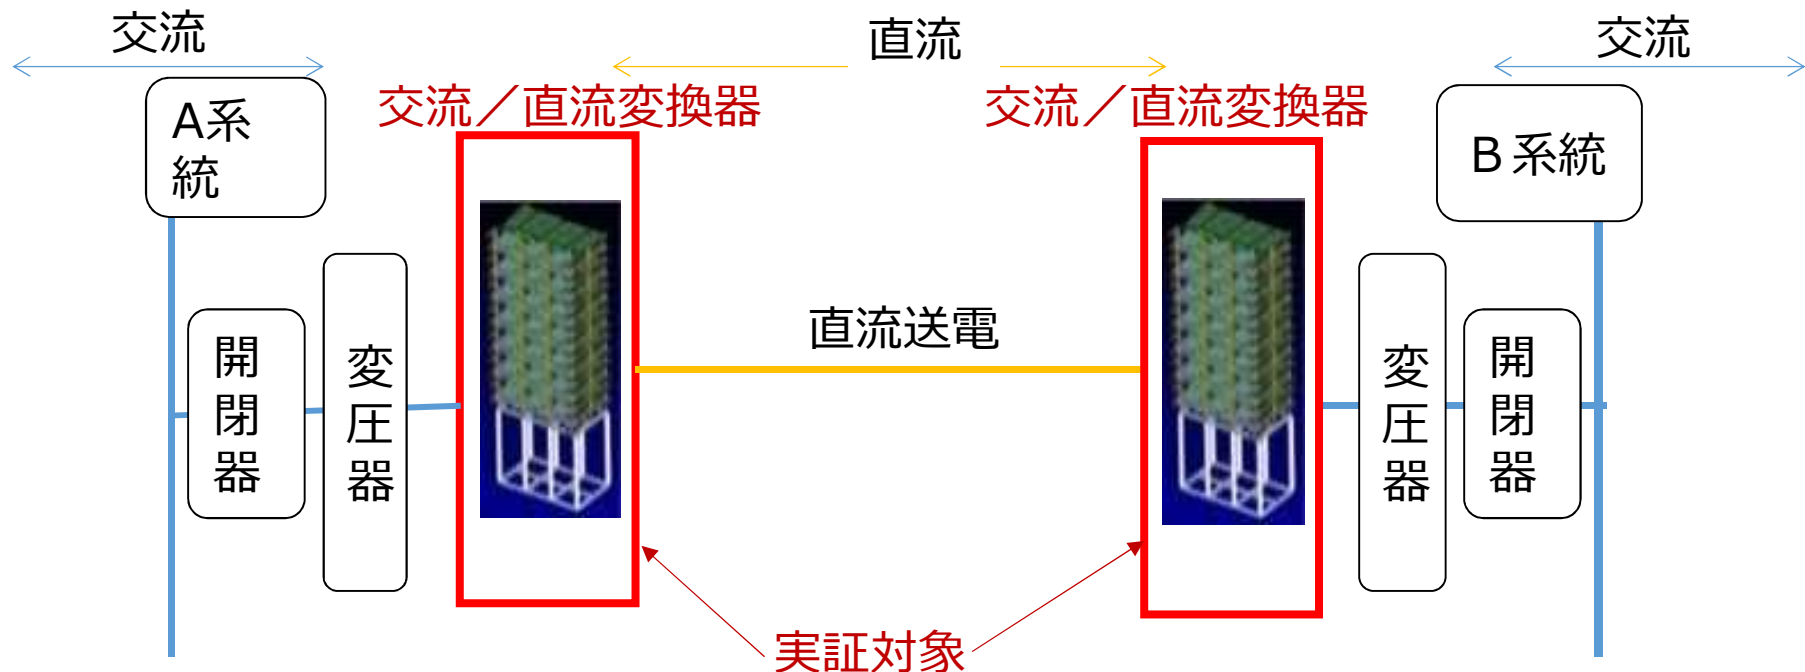 交流
直流
交流
交流／直流変換器
交流／直流変換器
A系
統
B系統
直流送電
開
閉
器
変
圧
器
変
圧
器
開
閉
器
実証対象